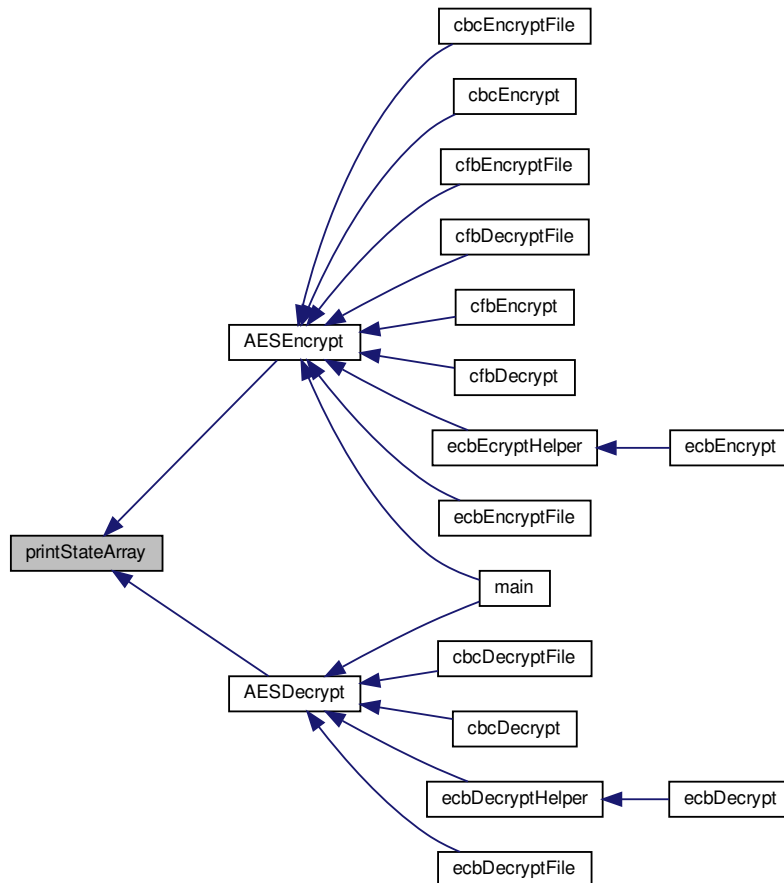 cbcEncryptFile
cbcEncrypt
cfbEncryptFile
cfbDecryptFile
cfbEncrypt
AESEncrypt
cfbDecrypt
ecbEcryptHelper
ecbEncrypt
ecbEncryptFile
printStateArray
main
cbcDecryptFile
AESDecrypt
cbcDecrypt
ecbDecryptHelper
ecbDecrypt
ecbDecryptFile